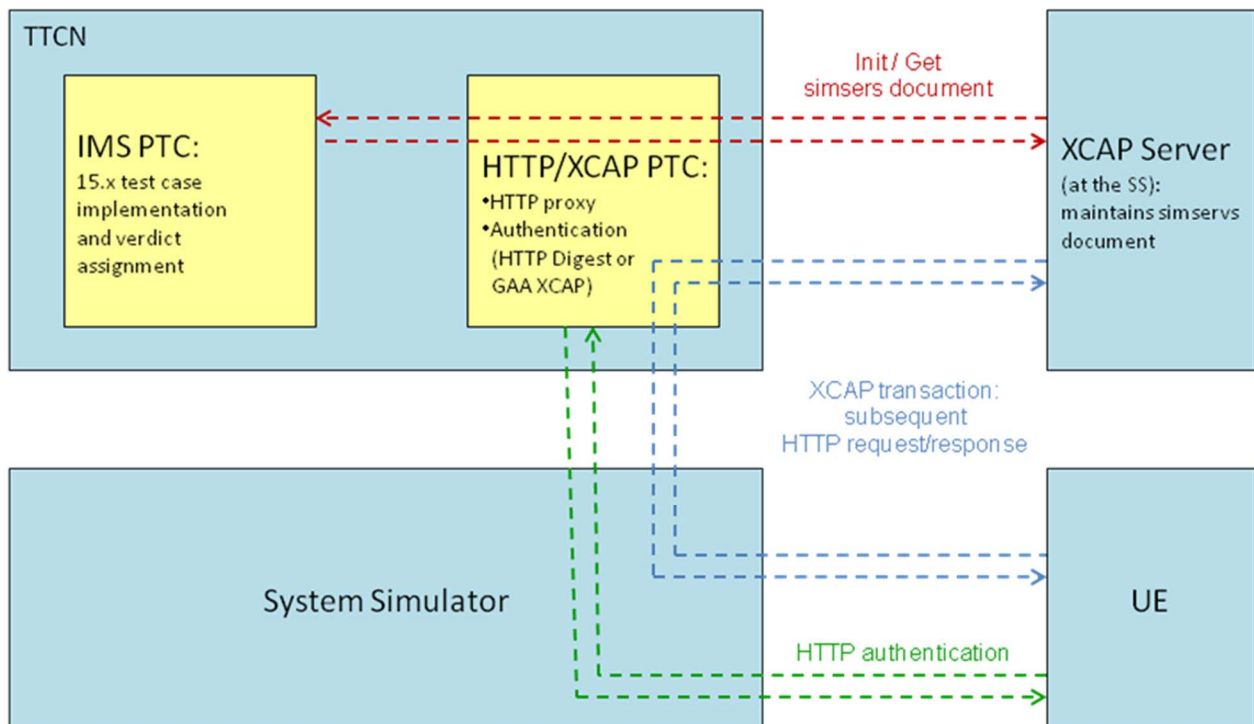 TTCN
IMS PTC:
15.x test case
implementation
and verdict
assignment
HTTP/XCAP PTC:
•HTTP proxy
•Authentication
(HTTP Digest or
GAA XCAP)
Init / Get
simsers document
XCAP Server
(at the SS):
maintains simservs
document
XCAP transaction:
subsequent
HTTP request/response
System Simulator
UE
HTTP authentication